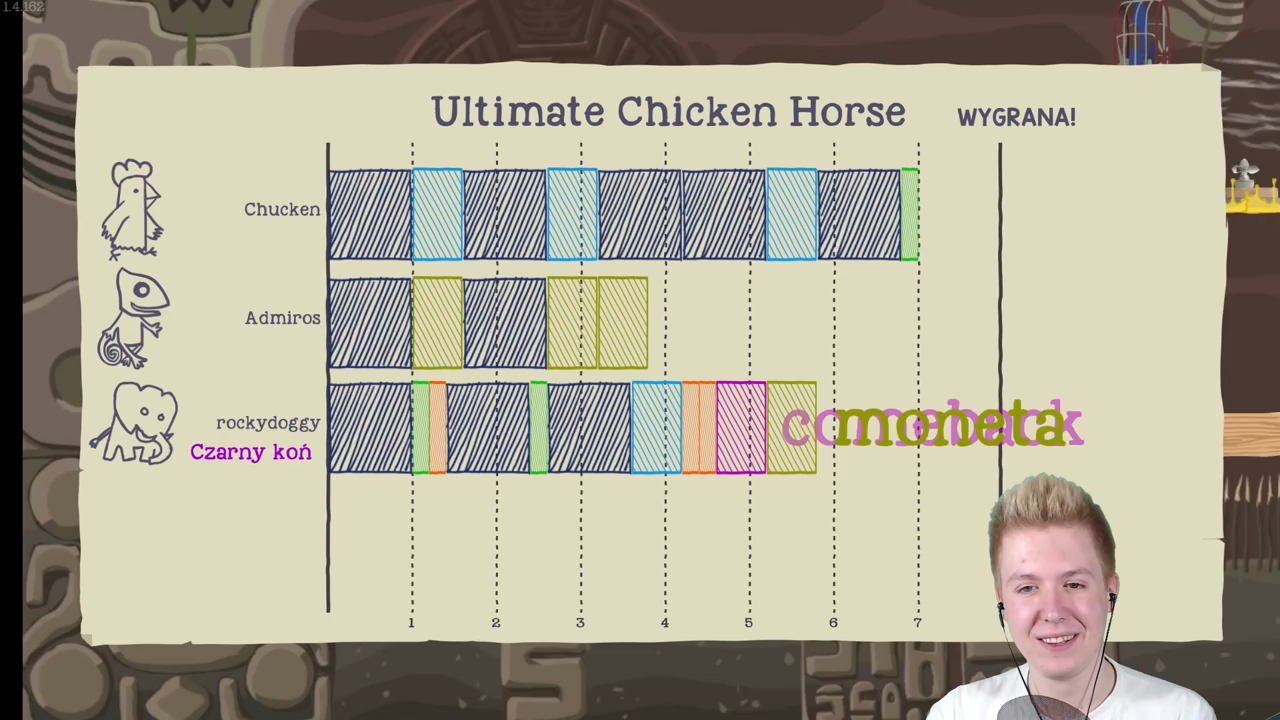 1.4.162
Ultimate Chicken Horse
WYGRANA!
Chucken
Admiros
rockydoggy
Czarny koń
comeback
moneta
1 2 3 4 5 6 7